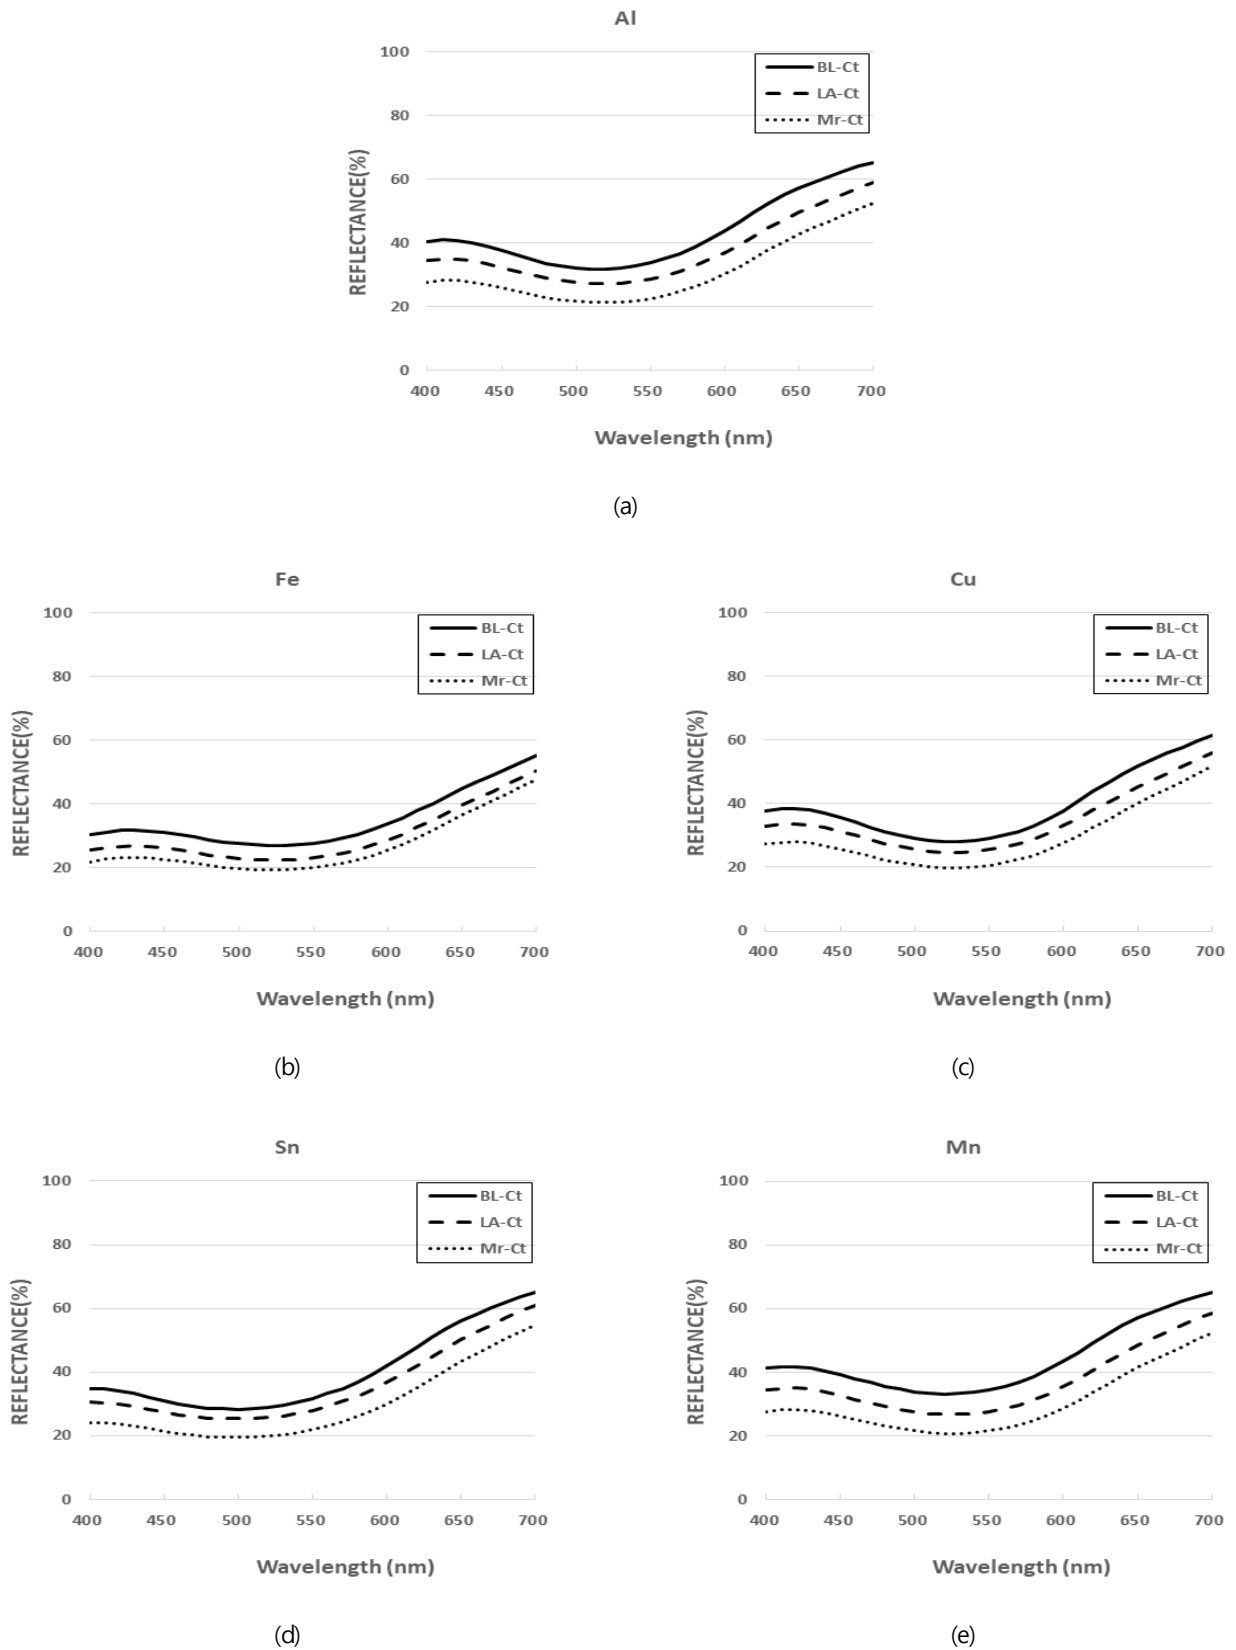 Al
100
80
60
40
20
0
REFLECTANCE(%)
BL-Ct
LA-Ct
Mr-Ct
400 450 500 550 600 650 700
Wavelength (nm)
(a)
Fe
100
80
60
40
20
0
REFLECTANCE(%)
BL-Ct
LA-Ct
Mr-Ct
400 450 500 550 600 650 700
Wavelength (nm)
(b)
Cu
100
80
60
40
20
0
REFLECTANCE(%)
BL-Ct
LA-Ct
Mr-Ct
400 450 500 550 600 650 700
Wavelength (nm)
(c)
Sn
100
80
60
40
20
0
REFLECTANCE(%)
BL-Ct
LA-Ct
Mr-Ct
400 450 500 550 600 650 700
Wavelength (nm)
(d)
Mn
100
80
60
40
20
0
REFLECTANCE(%)
BL-Ct
LA-Ct
Mr-Ct
400 450 500 550 600 650 700
Wavelength (nm)
(e)